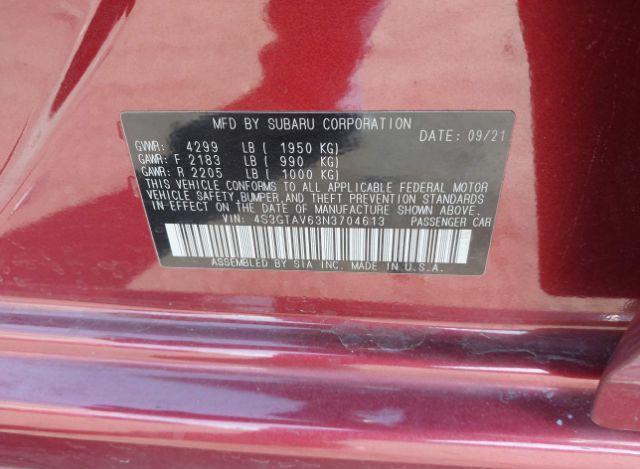 MFD BY SUBARU CORPORATION
DATE: 09/21
GVWR: 4299 LB ( 1950 KG)
GAWR: F 2183 LB ( 990 KG)
GAWR: R 2205 LB ( 1000 KG)
THIS VEHICLE CONFORMS TO ALL APPLICABLE FEDERAL MOTOR
VEHICLE SAFETY, BUMPER, AND THEFT PREVENTION STANDARDS
IN EFFECT ON THE DATE OF MANUFACTURE SHOWN ABOVE.
VIN: 4S3GTAV63N3704613 PASSENGER CAR
ASSEMBLED BY SIA INC. MADE IN U.S.A.